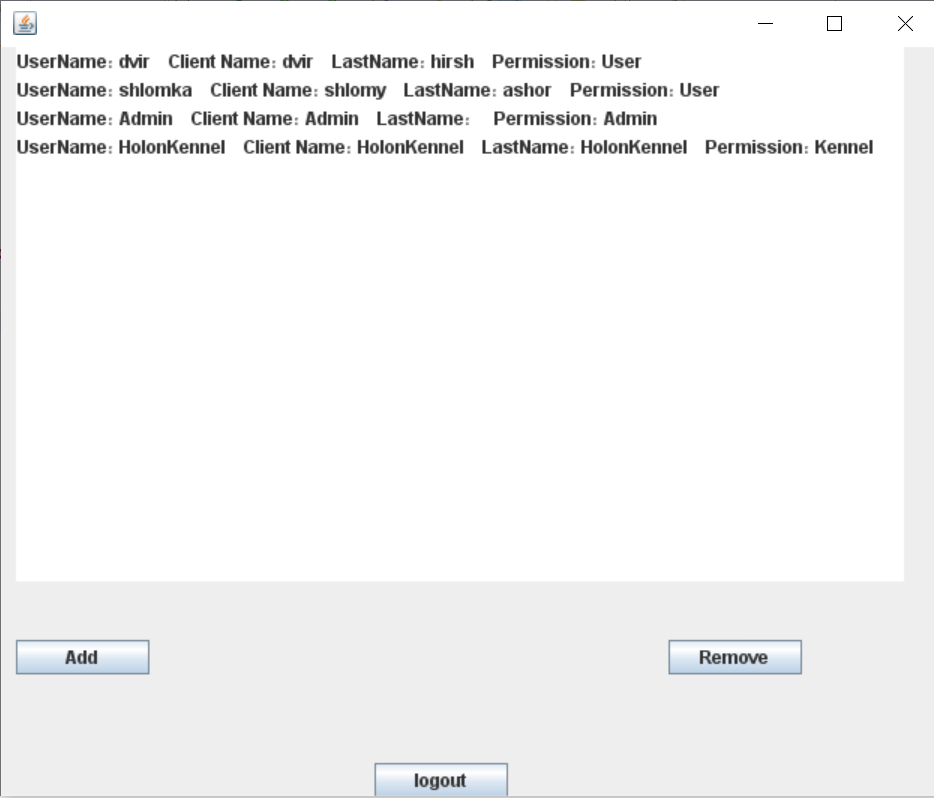 UserName: dvir Client Name: dvir LastName: hirsh Permission: User
UserName: shlomka Client Name: shlomy LastName: ashor Permission: User
UserName: Admin Client Name: Admin LastName: Permission: Admin
UserName: HolonKennel Client Name: HolonKennel LastName: HolonKennel Permission: Kennel
Add Remove
logout